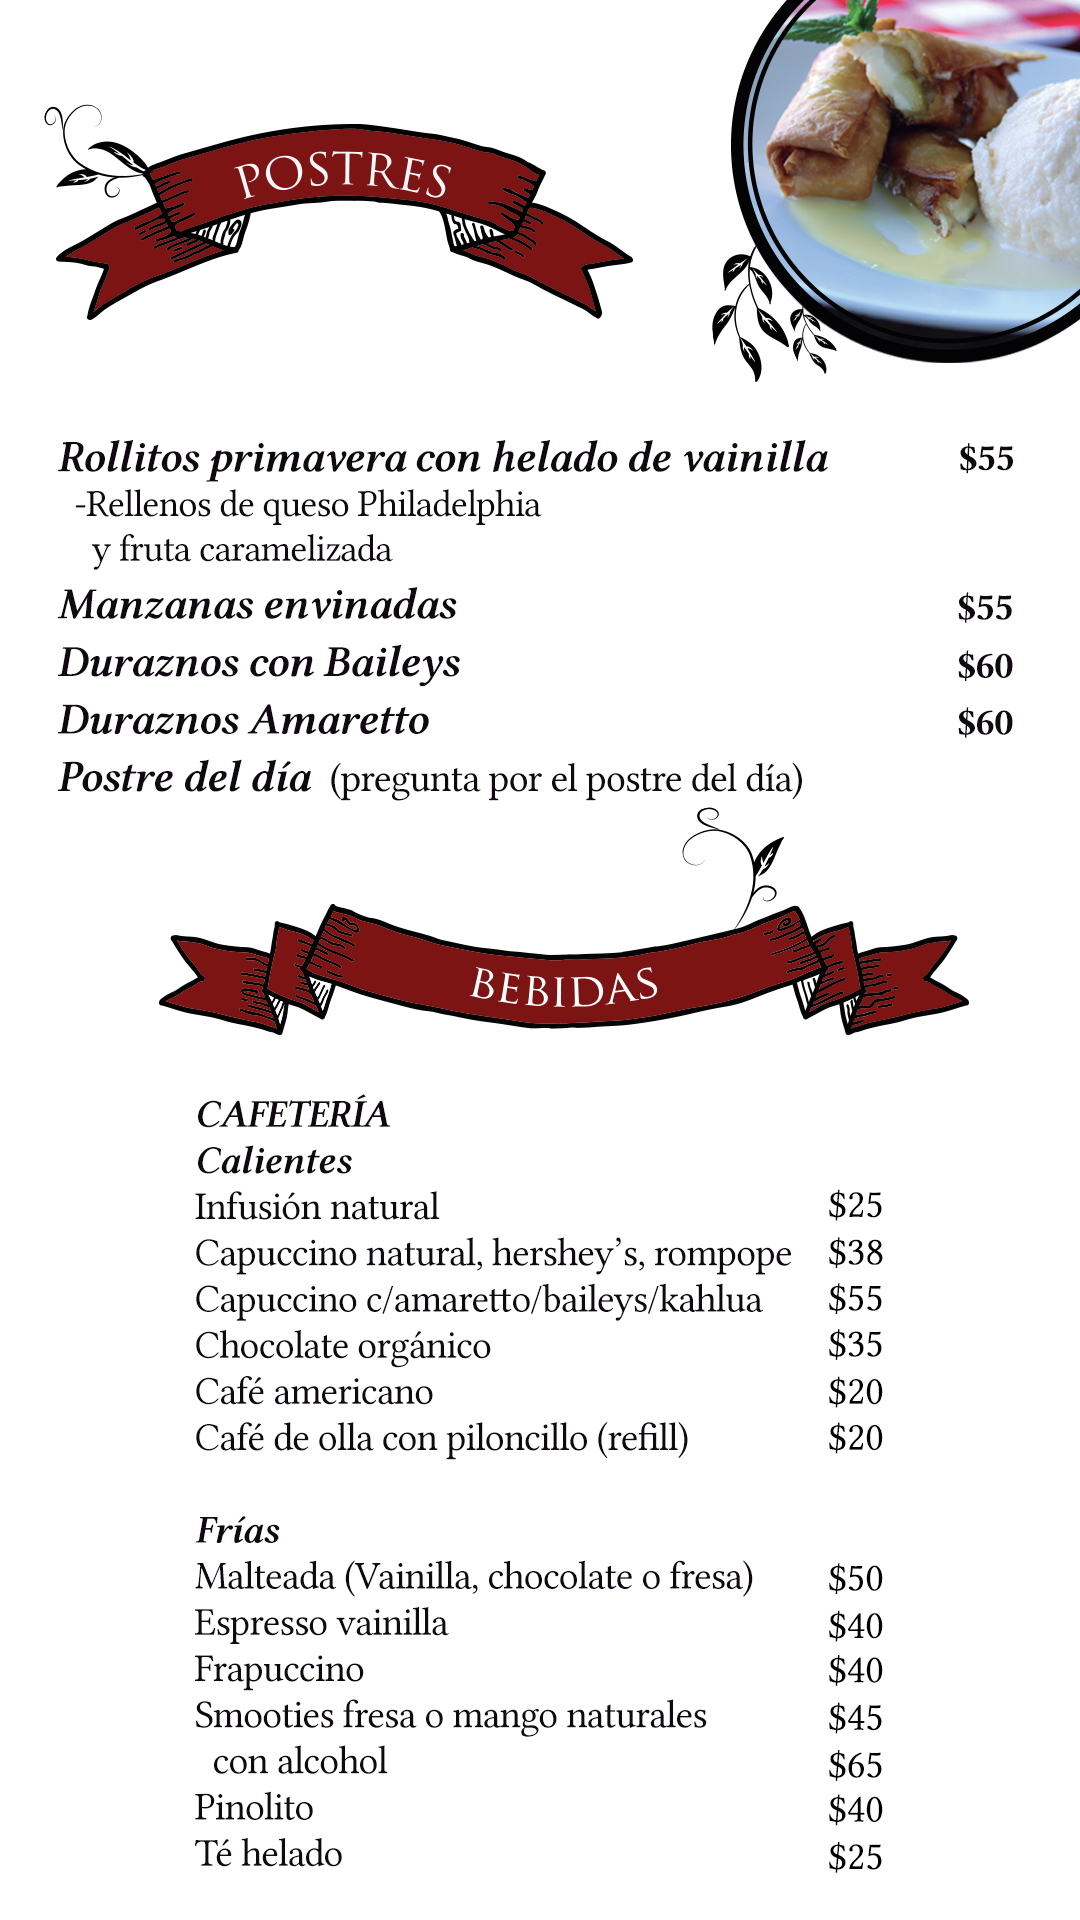 POSTRES
Rollitos primavera con helado de vainilla $55
-Rellenos de queso Philadelphia
y fruta caramelizada
Manzanas envinadas $55
Duraznos con Baileys $60
Duraznos Amaretto $60
Postre del día (pregunta por el postre del día)
BEBIDAS
CAFETERÍA
Calientes
Infusión natural $25
Capuccino natural, hershey’s, rompope $38
Capuccino c/amaretto/baileys/kahlua $55
Chocolate orgánico $35
Café americano $20
Café de olla con piloncillo (refill) $20
Frías
Malteada (Vainilla, chocolate o fresa) $50
Espresso vainilla $40
Frapuccino $40
Smooties fresa o mango naturales $45
con alcohol $65
Pinolito $40
Té helado $25